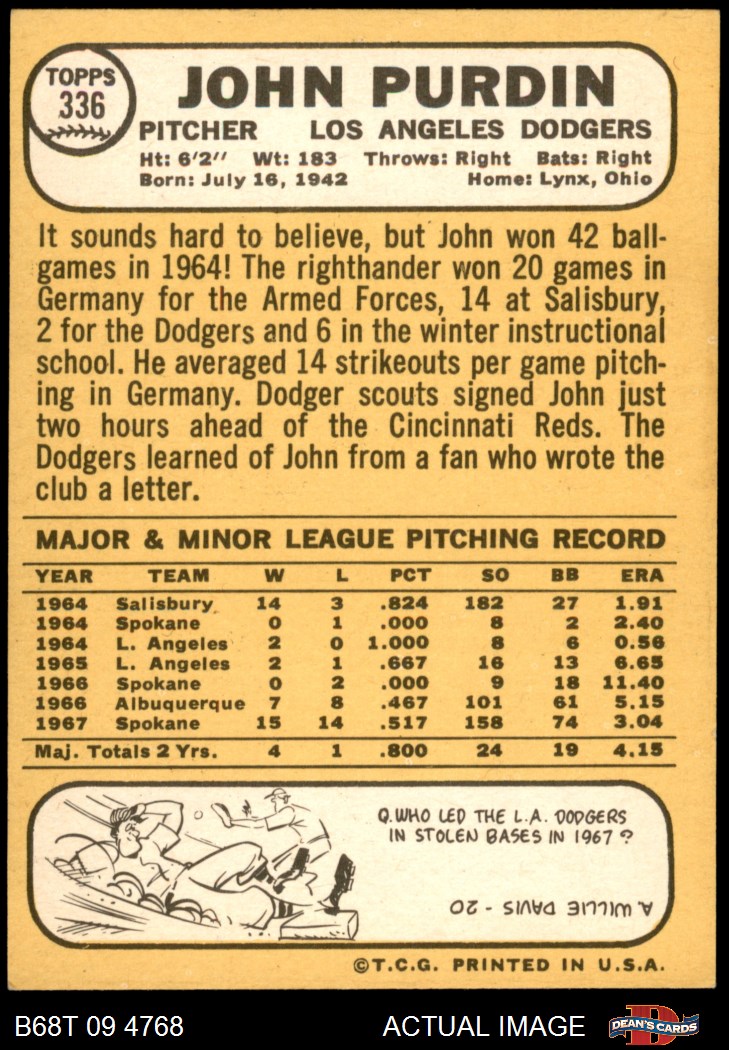 TOPPS
336
JOHN PURDIN
PITCHER LOS ANGELES DODGERS
Ht: 6'2" Wt: 183 Throws: Right Bats: Right
Born: July 16, 1942 Home: Lynx, Ohio
It sounds hard to believe, but John won 42 ball-
games in 1964! The righthander won 20 games in
Germany for the Armed Forces, 14 at Salisbury,
2 for the Dodgers and 6 in the winter instructional
school. He averaged 14 strikeouts per game pitch-
ing in Germany. Dodger scouts signed John just
two hours ahead of the Cincinnati Reds. The
Dodgers learned of John from a fan who wrote the
club a letter.
MAJOR & MINOR LEAGUE PITCHING RECORD
YEAR TEAM W L PCT SO BB ERA
1964 Salisbury 14 3 .824 182 27 1.91
1964 Spokane 0 1 .000 8 2 2.40
1964 L. Angeles 2 0 1.000 8 6 0.56
1965 L. Angeles 2 1 .667 16 13 6.65
1966 Spokane 0 2 .000 9 18 11.40
1966 Albuquerque 7 8 .467 101 61 5.15
1967 Spokane 15 14 .517 158 74 3.04
Maj. Totals 2 Yrs. 4 1 .800 24 19 4.15
Q. WHO LED THE L.A. DODGERS
IN STOLEN BASES IN 1967?
A. WILLIE DAVIS - 20
©T.C.G. PRINTED IN U.S.A.
B68T 09 4768 ACTUAL IMAGE D DEAN'S CARDS